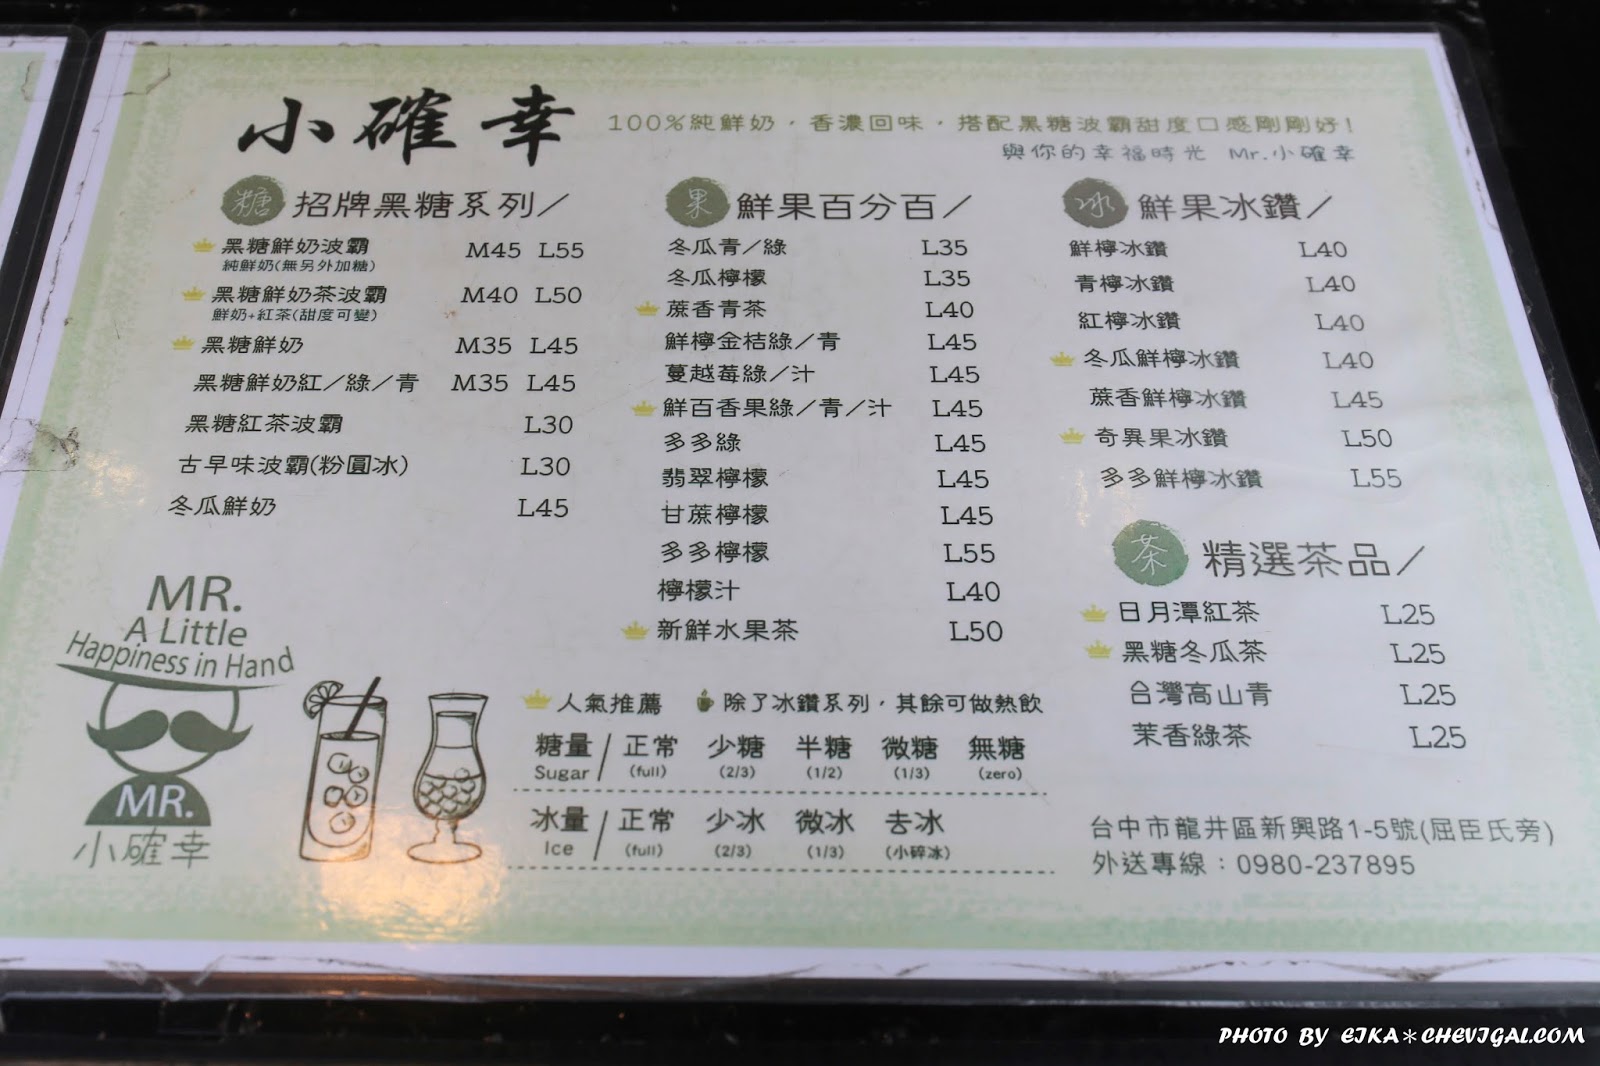 小確幸
100%純鮮奶，香濃回味，搭配黑糖波霸甜度口感剛剛好！
與你的幸福時光 Mr.小確幸
糖 招牌黑糖系列／
黑糖鮮奶波霸 M45 L55
純鮮奶(無另外加糖)
黑糖鮮奶茶波霸 M40 L50
鮮奶+紅茶(甜度可變)
黑糖鮮奶 M35 L45
黑糖鮮奶紅／綠／青 M35 L45
黑糖紅茶波霸 L30
古早味波霸(粉圓冰) L30
冬瓜鮮奶 L45
果 鮮果百分百／
冬瓜青／綠 L35
冬瓜檸檬 L35
蔗香青茶 L40
鮮檸金桔綠／青 L45
蔓越莓綠／汁 L45
鮮百香果綠／青／汁 L45
多多綠 L45
翡翠檸檬 L45
甘蔗檸檬 L45
多多檸檬 L55
檸檬汁 L40
新鮮水果茶 L50
冰 鮮果冰鑽／
鮮檸冰鑽 L40
青檸冰鑽 L40
紅檸冰鑽 L40
冬瓜鮮檸冰鑽 L40
蔗香鮮檸冰鑽 L45
奇異果冰鑽 L50
多多鮮檸冰鑽 L55
茶 精選茶品／
日月潭紅茶 L25
黑糖冬瓜茶 L25
台灣高山青 L25
茉香綠茶 L25
MR.
A Little
Happiness in Hand
MR.
小確幸
人氣推薦 除了冰鑽系列，其餘可做熱飲
糖量／正常 少糖 半糖 微糖 無糖
Sugar (full) (2/3) (1/2) (1/3) (zero)
冰量／正常 少冰 微冰 去冰
Ice (full) (2/3) (1/3) (小碎冰)
台中市龍井區新興路1-5號(屈臣氏旁)
外送專線：0980-237895
PHOTO BY EIKA＊CHEVIGAL.COM